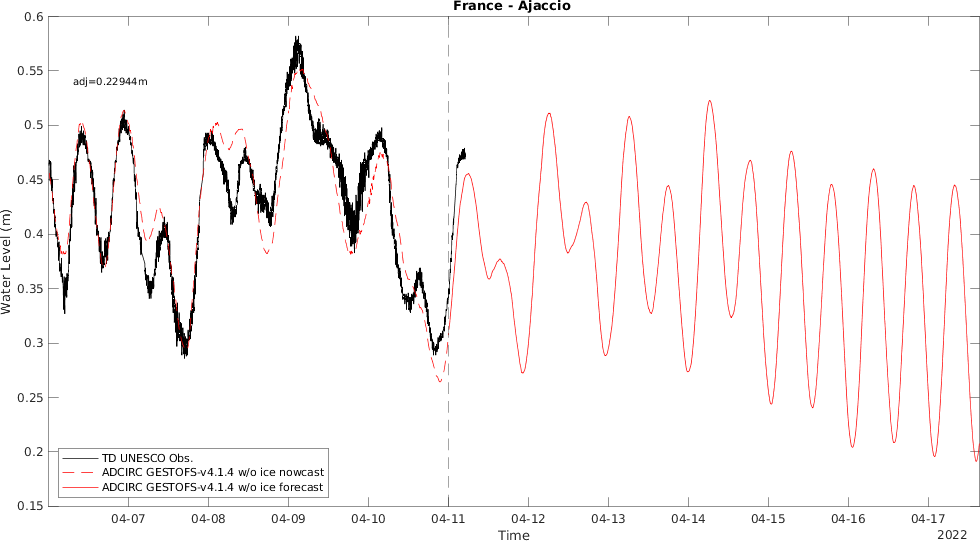 France - Ajaccio
0.6
0.55
adj=0.22944m
0.5
0.45
0.4
0.35
0.3
0.25
0.2
0.15
Water Level (m)
TD UNESCO Obs.
ADCIRC GESTOFS-v4.1.4 w/o ice nowcast
ADCIRC GESTOFS-v4.1.4 w/o ice forecast
04-07 04-08 04-09 04-10 04-11 04-12 04-13 04-14 04-15 04-16 04-17
Time
2022